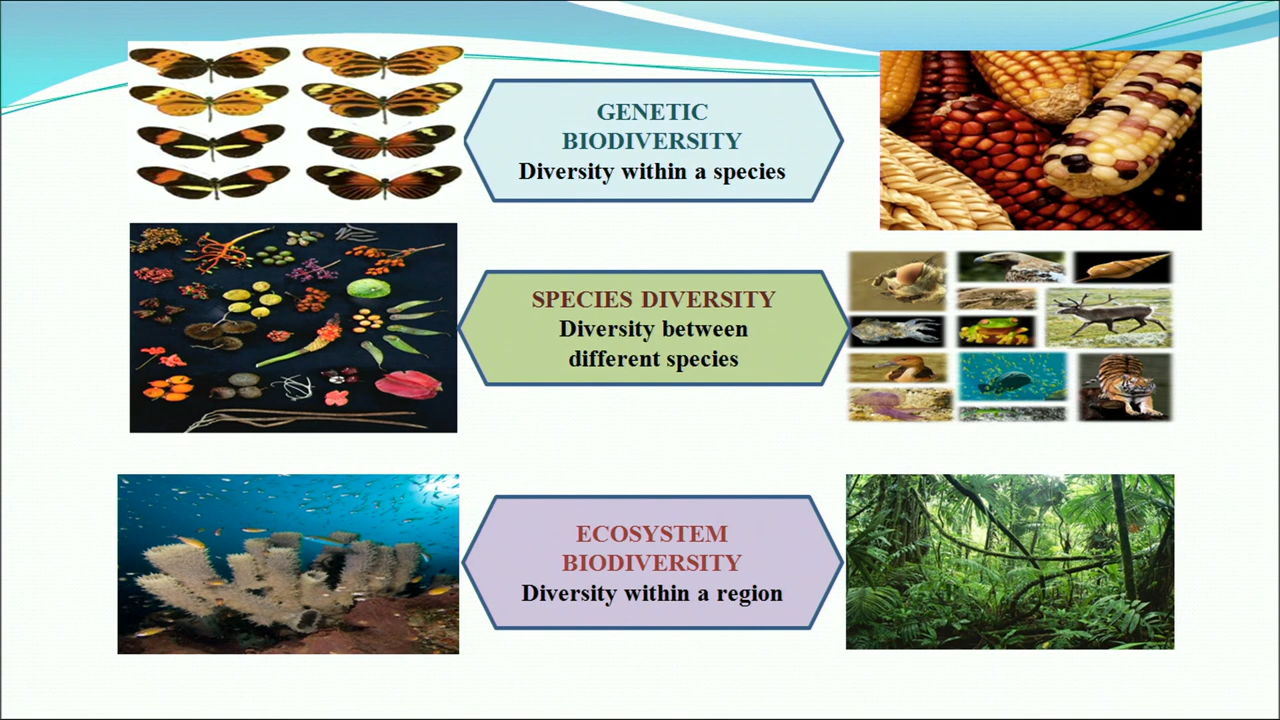 GENETIC
BIODIVERSITY
Diversity within a species
SPECIES DIVERSITY
Diversity between
different species
ECOSYSTEM
BIODIVERSITY
Diversity within a region